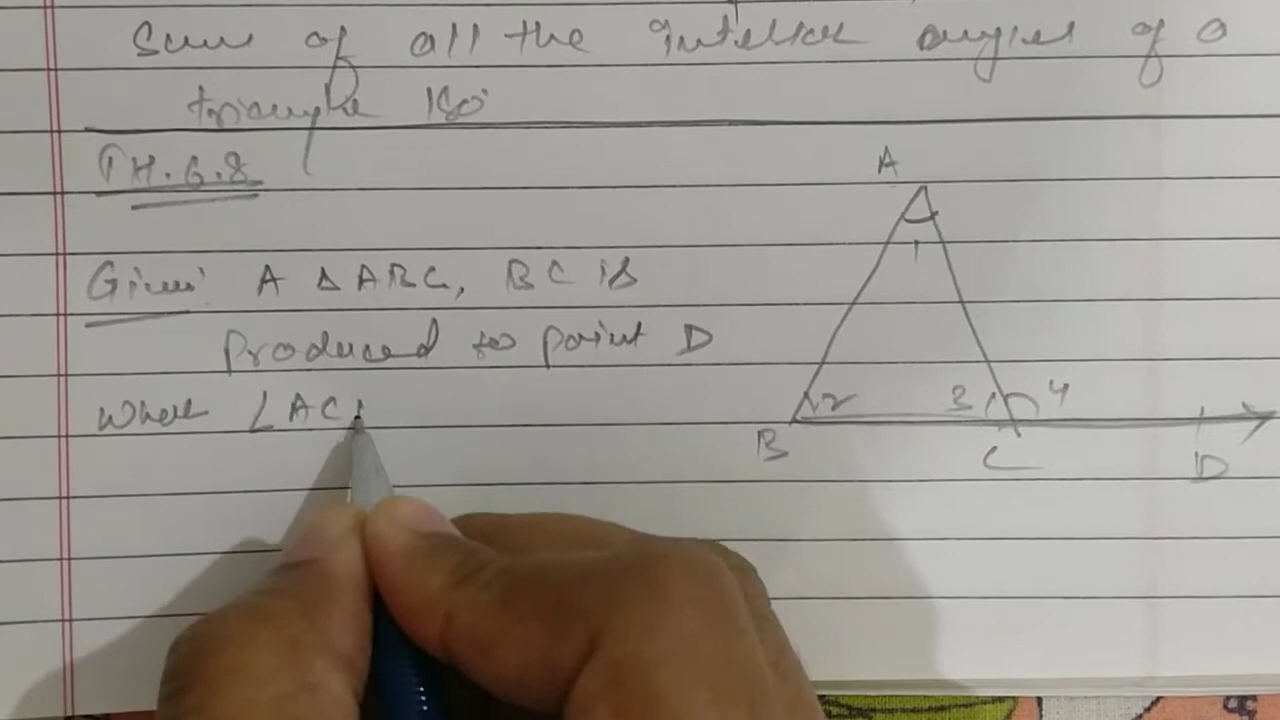 Sum of all the interior angles of a
triangle 180°
TH. 6.8
A
1
Given: A Δ ABC, BC is
produced to point D
where ∠AC
2 3 4
B C D